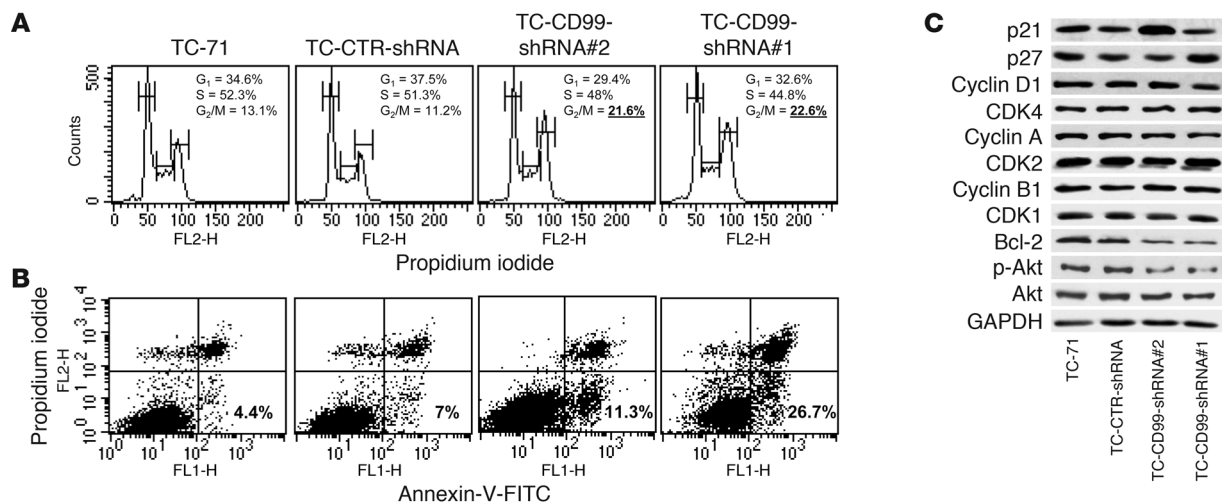 A
TC-71
TC-CTR-shRNA
TC-CD99-
shRNA#2
TC-CD99-
shRNA#1
Counts
500
0
G1 = 34.6%
S = 52.3%
G2/M = 13.1%
G1 = 37.5%
S = 51.3%
G2/M = 11.2%
G1 = 29.4%
S = 48%
G2/M = 21.6%
G1 = 32.6%
S = 44.8%
G2/M = 22.6%
0 50 100 150 200
0 50 100 150 200
0 50 100 150 200
0 50 100 150 200
FL2-H
FL2-H
FL2-H
FL2-H
Propidium iodide
B
Propidium iodide
FL2-H
10^4
10^3
10^2
10^1
10^0
4.4%
7%
11.3%
26.7%
10^0 10^1 10^2 10^3
10^1 10^2 10^3
10^1 10^2 10^3
10^1 10^2 10^3
FL1-H
FL1-H
FL1-H
FL1-H
Annexin-V-FITC
C
p21
p27
Cyclin D1
CDK4
Cyclin A
CDK2
Cyclin B1
CDK1
Bcl-2
p-Akt
Akt
GAPDH
TC-71
TC-CTR-shRNA
TC-CD99-shRNA#2
TC-CD99-shRNA#1